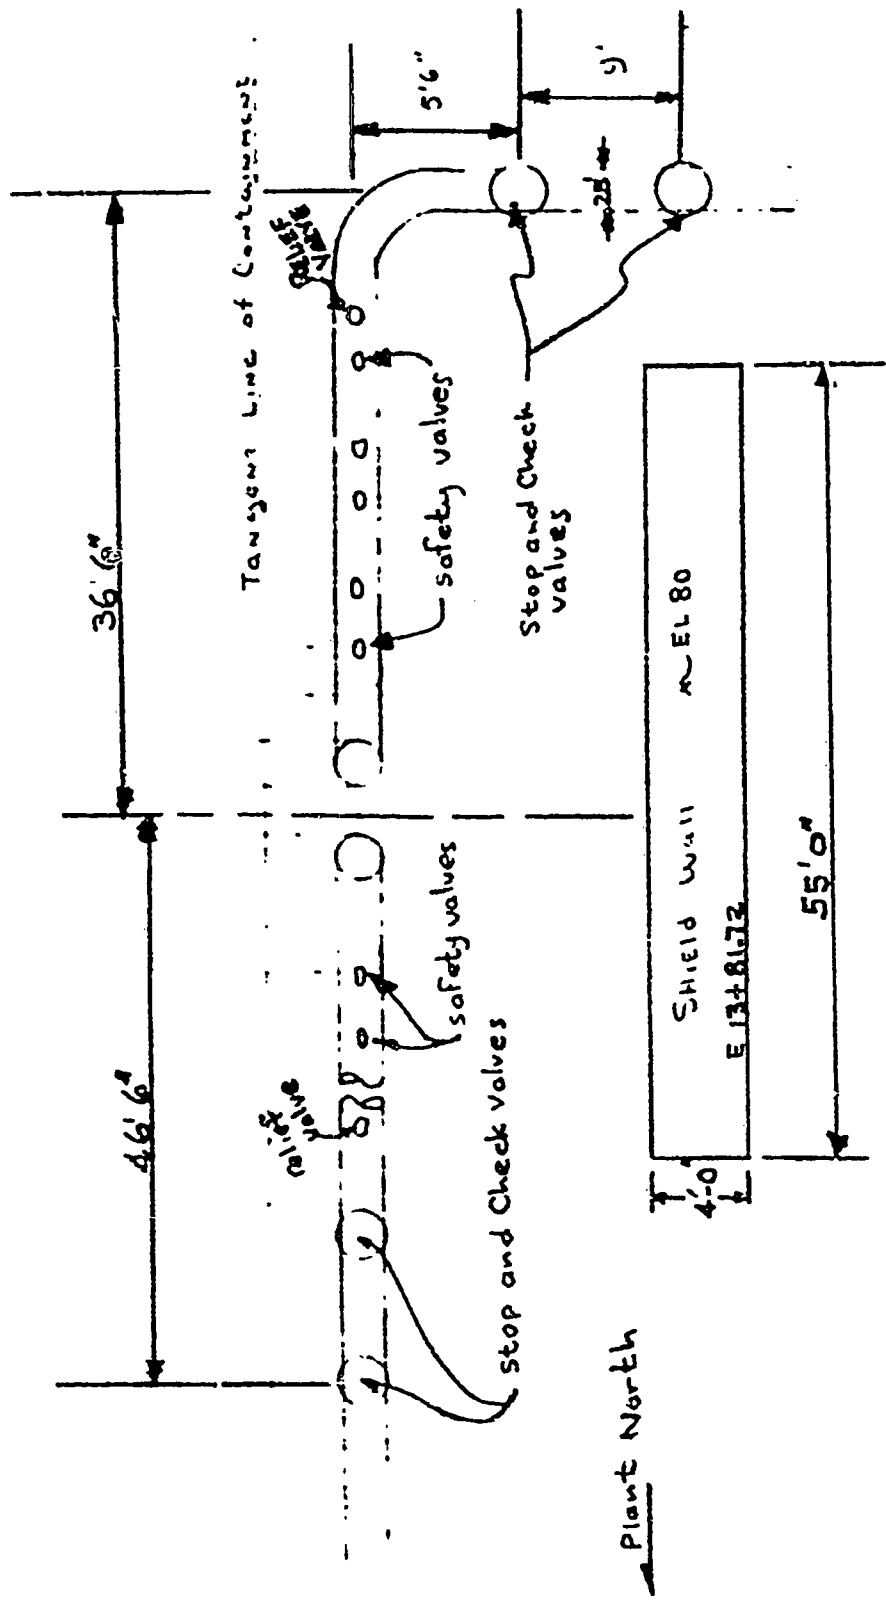 46' 6"
36' 6"
Tangent Line of Containment
relief
valve
RELIEF
VALVE
5'6"
9'
28
safety valves
safety valves
stop and Check valves
Stop and Check
valves
Plant North
SHIELD Wall ~ EL 80
E 13+81.72
4'-0
55'0"